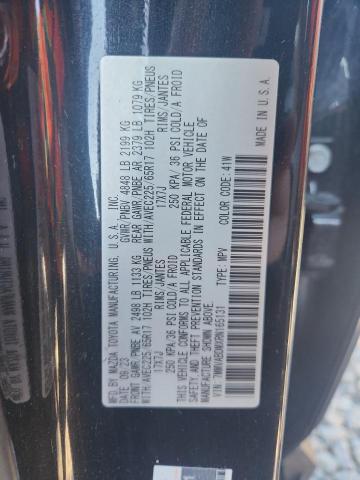 MFD BY MAZDA TOYOTA MANUFACTURING, U.S.A., INC.
09/23 GVWR/PNBV 4848 LB 2199 KG
FRONT GAWR/PNBE AV 2498 LB 1133 KG REAR GAWR/PNBE AR 2379 LB 1079 KG
WITH/AVEC225/65R17 102H TIRES/PNEUS WITH/AVEC225/65R17 102H TIRES/PNEUS
17X7J RIMS/JANTES 17X7J RIMS/JANTES
250 KPA/36 PSI COLD/A FROID 250 KPA/36 PSI COLD/A FROID
THIS VEHICLE CONFORMS TO ALL APPLICABLE FEDERAL MOTOR VEHICLE
SAFETY AND THEFT PREVENTION STANDARDS IN EFFECT ON THE DATE OF
MANUFACTURE SHOWN ABOVE.
VIN: 7MMVABDMXPN165131 TYPE: MPV COLOR CODE: 41W
MADE IN U.S.A.